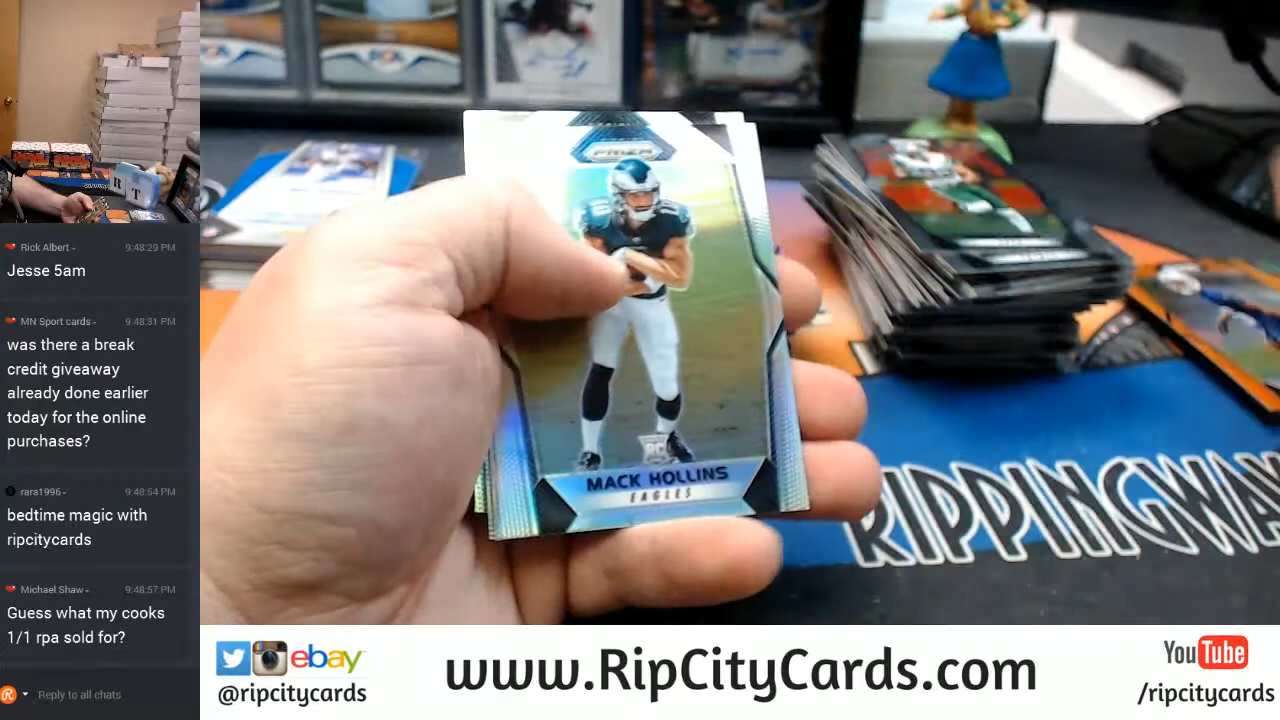 R
T
Rick Albert
9:48:29 PM
Jesse 5am
MN Sport cards
9:48:31 PM
was there a break
credit giveaway
already done earlier
today for the online
purchases?
rara1996
9:48:54 PM
bedtime magic with
ripcitycards
Michael Shaw
9:48:57 PM
Guess what my cooks
1/1 rpa sold for?
Reply to all chats
PRIZM
RC
MACK HOLLINS
EAGLES
RIPPINGWA
ebay
@ripcitycards
www.RipCityCards.com
YouTube
/ripcitycards